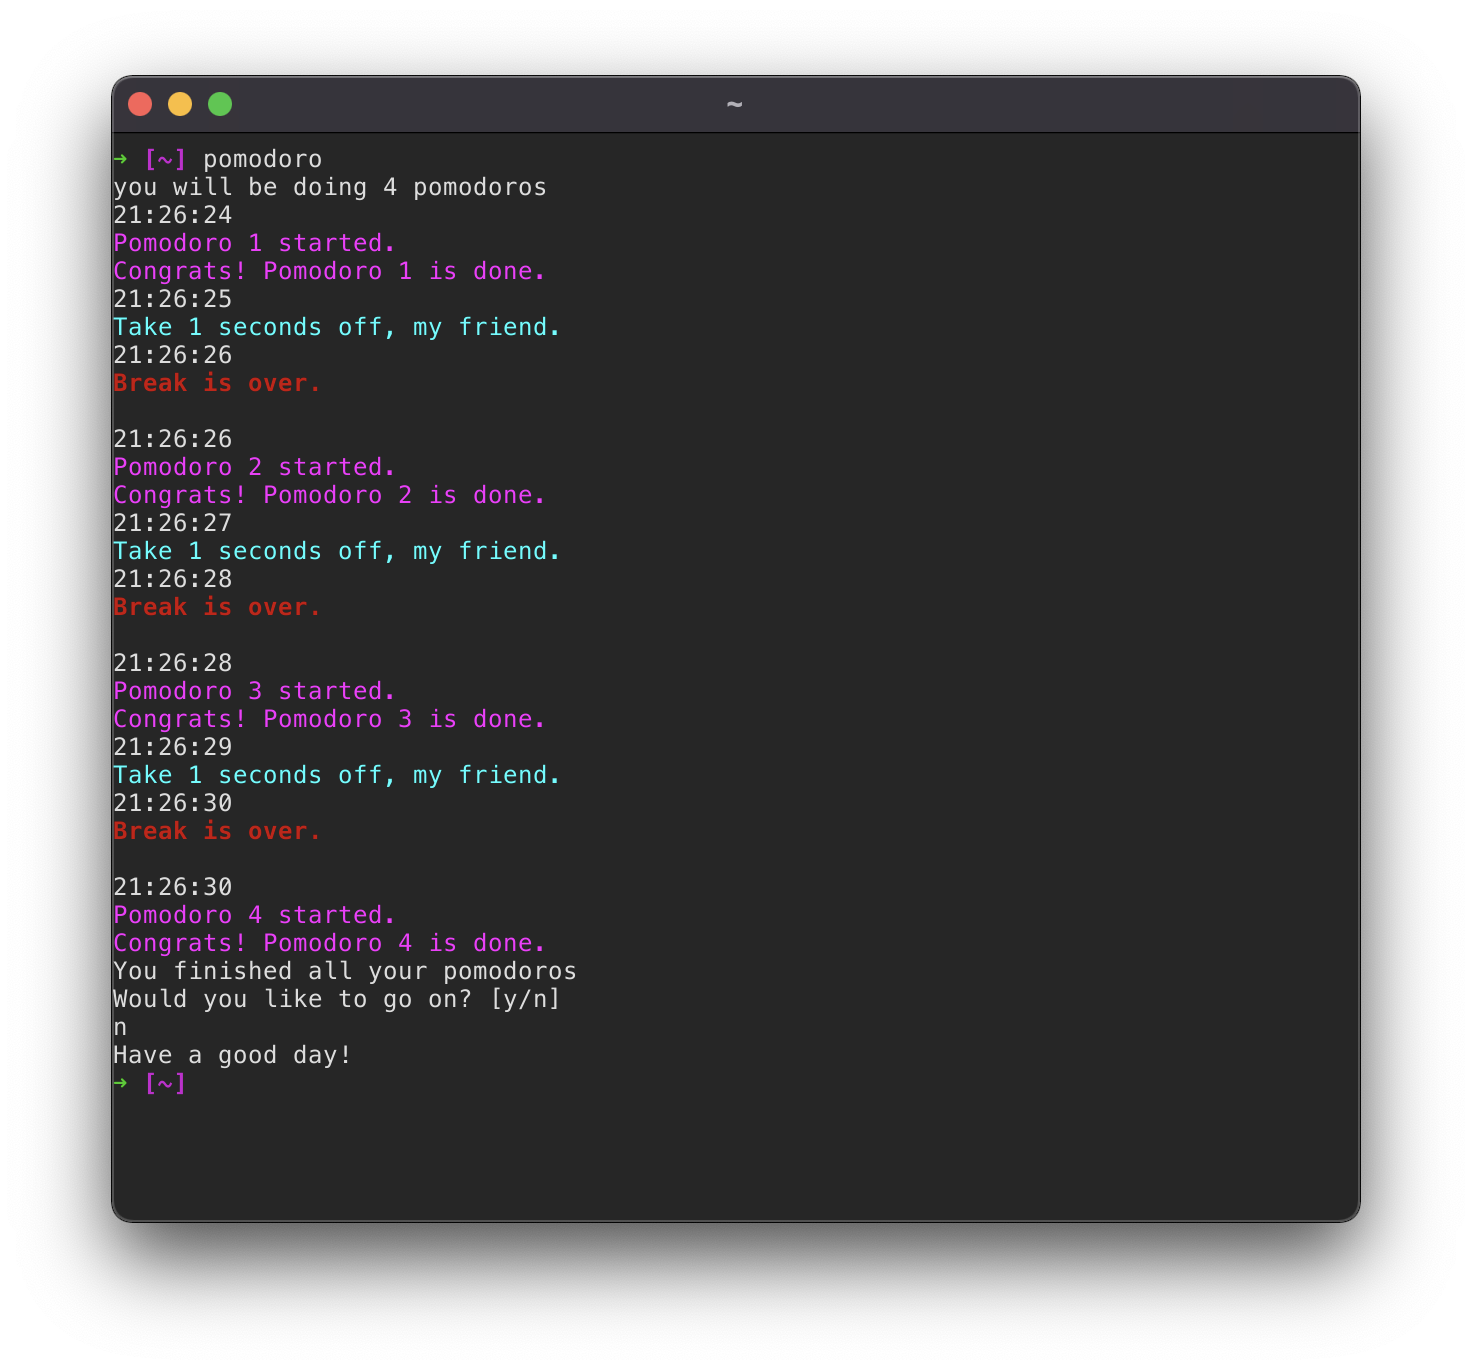 ~
➜ [~] pomodoro
you will be doing 4 pomodoros
21:26:24
Pomodoro 1 started.
Congrats! Pomodoro 1 is done.
21:26:25
Take 1 seconds off, my friend.
21:26:26
Break is over.

21:26:26
Pomodoro 2 started.
Congrats! Pomodoro 2 is done.
21:26:27
Take 1 seconds off, my friend.
21:26:28
Break is over.

21:26:28
Pomodoro 3 started.
Congrats! Pomodoro 3 is done.
21:26:29
Take 1 seconds off, my friend.
21:26:30
Break is over.

21:26:30
Pomodoro 4 started.
Congrats! Pomodoro 4 is done.
You finished all your pomodoros
Would you like to go on? [y/n]
n
Have a good day!
➜ [~]